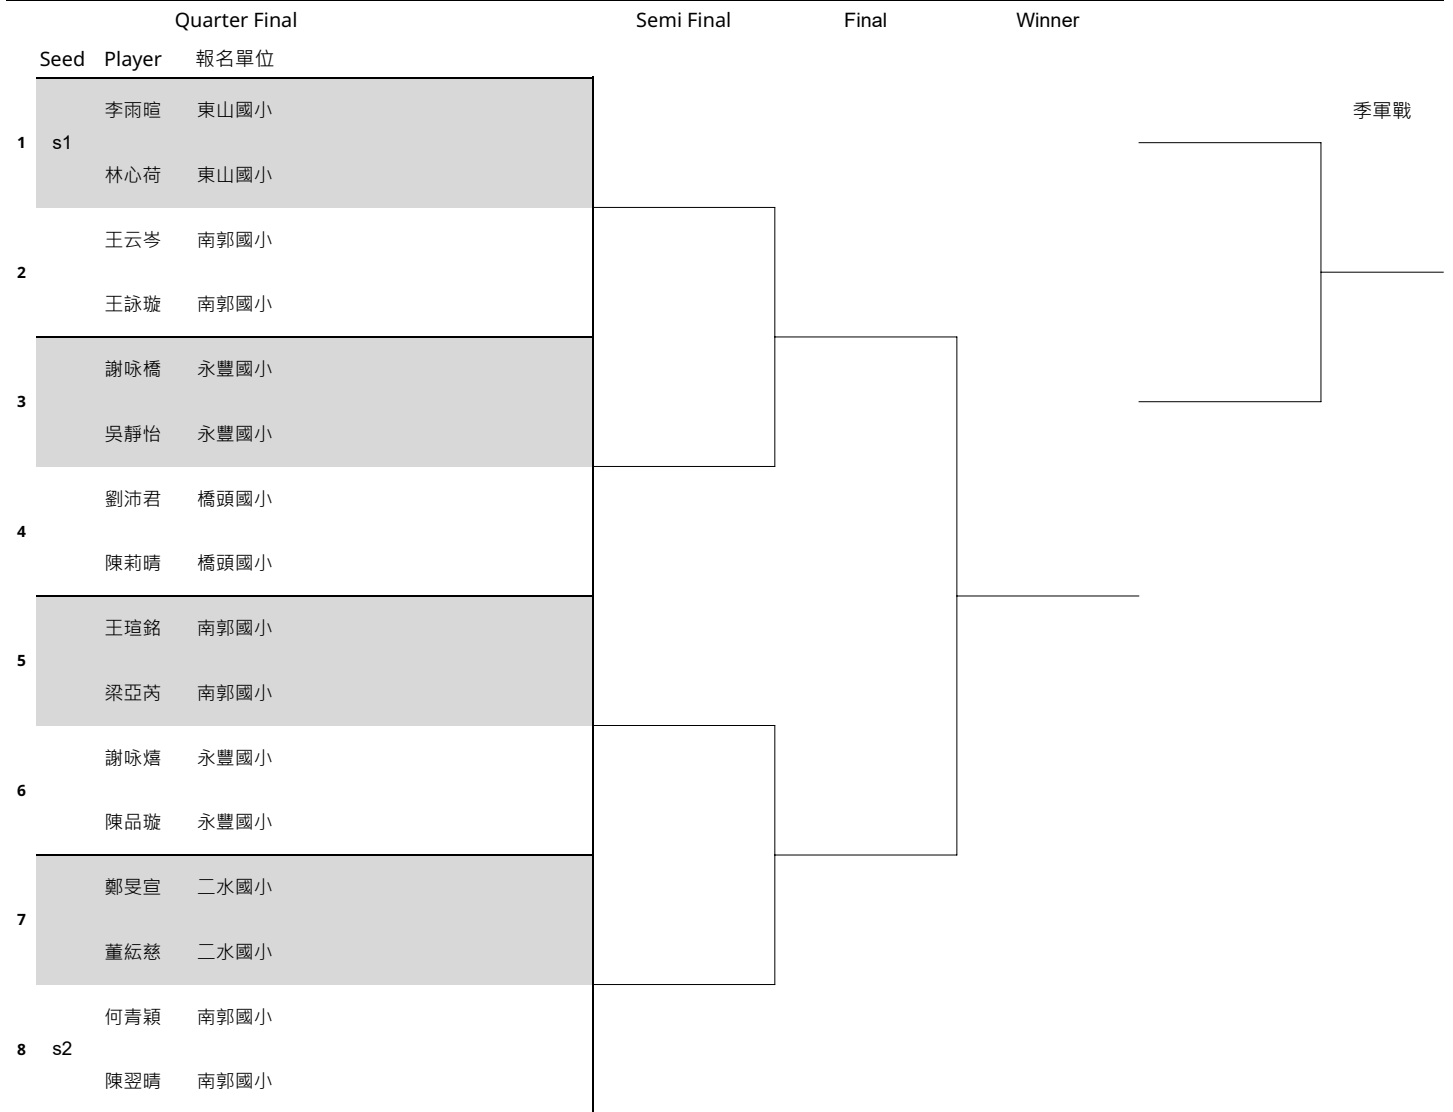 Quarter Final Semi Final Final Winner
Seed Player 報名單位
李雨暄 東山國小 季軍戰
1 s1
林心荷 東山國小
王云岑 南郭國小
2
王詠璇 南郭國小
謝咏橋 永豐國小
3
吳靜怡 永豐國小
劉沛君 橋頭國小
4
陳莉晴 橋頭國小
王瑄銘 南郭國小
5
梁亞芮 南郭國小
謝咏熺 永豐國小
6
陳品璇 永豐國小
鄭旻宣 二水國小
7
董紜慈 二水國小
何青穎 南郭國小
8 s2
陳翌晴 南郭國小